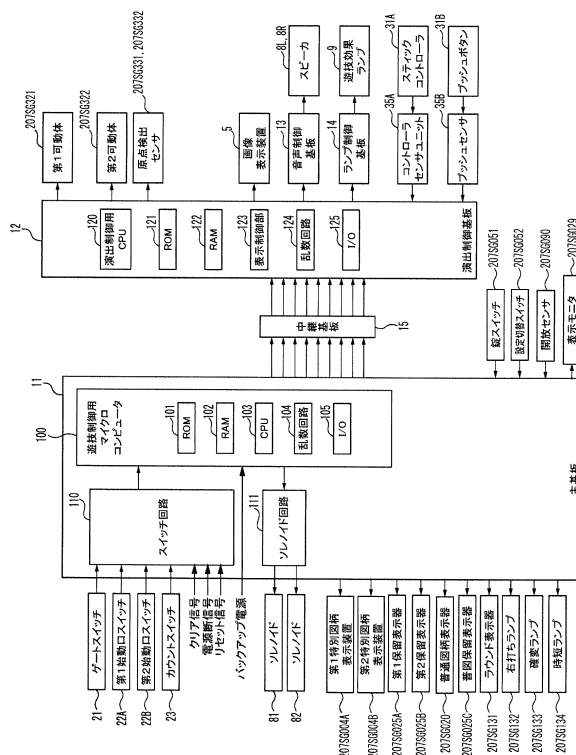 207SG321
第1可動体
207SG322
第2可動体
207SG331, 207SG332
原点検出
センサ
5
画像
表示装置
13
音声制御
基板
8L, 8R
スピーカ
14
ランプ制御
基板
9
遊技効果
ランプ
35A
コントローラ
センサユニット
31A
スティック
コントローラ
35B
プッシュセンサ
31B
プッシュボタン
12
120
演出制御用
CPU
121
ROM
122
RAM
123
表示制御部
124
乱数回路
125
I/O
演出制御基板
中継
基板
15
207SG051
錠スイッチ
207SG052
設定切替スイッチ
207SG090
開放センサ
207SG029
表示モニタ
11
100
遊技制御用
マイクロ
コンピュータ
101
ROM
102
RAM
103
CPU
104
乱数回路
105
I/O
110
スイッチ回路
111
ソレノイド回路
主基板
21
ゲートスイッチ
22A
第1始動口スイッチ
22B
第2始動口スイッチ
23
カウントスイッチ
クリア信号
電源断信号
リセット信号
バックアップ電源
81
ソレノイド
82
ソレノイド
207SG004A
第1特別図柄
表示装置
207SG004B
第2特別図柄
表示装置
207SG025A
第1保留表示器
207SG025B
第2保留表示器
207SG020
普通図柄表示器
207SG025C
普図保留表示器
207SG131
ラウンド表示器
207SG132
右打ちランプ
207SG133
確変ランプ
207SG134
時短ランプ